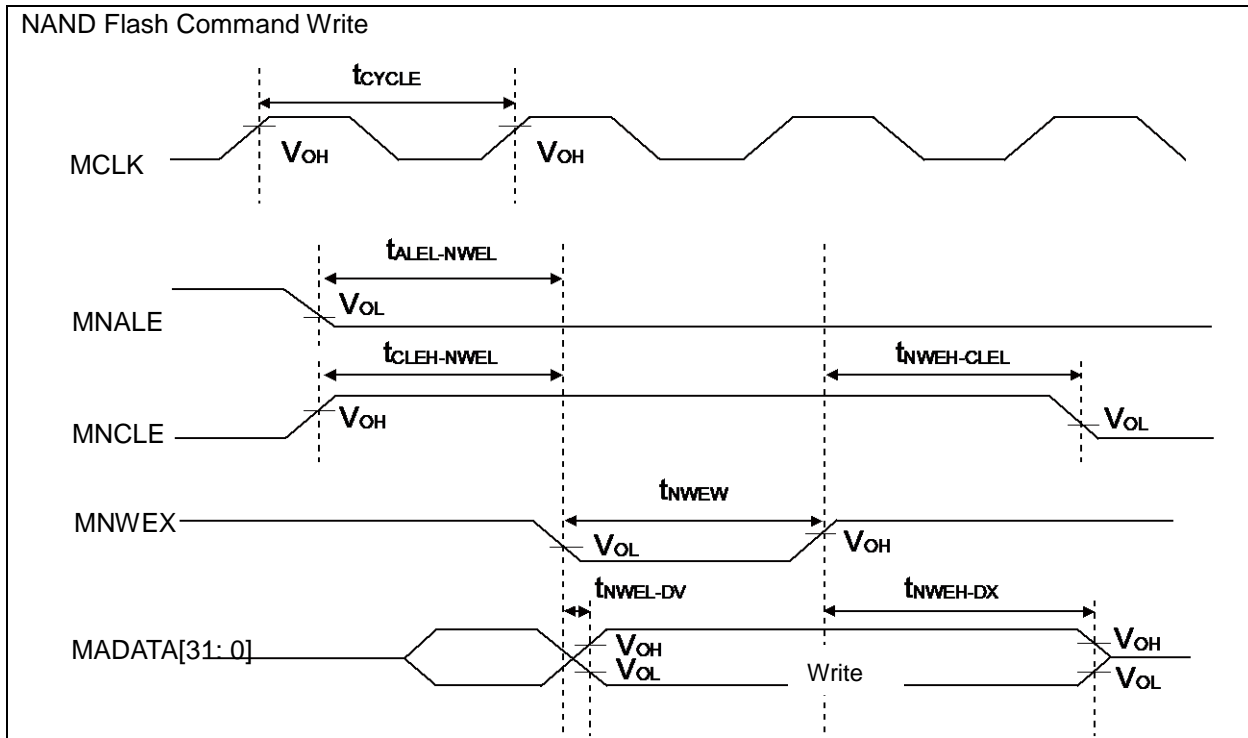 NAND Flash Command Write
tCYCLE
VOH
VOH
MCLK
tALEL-NWEL
VOL
MNALE
tCLEH-NWEL
tNWEH-CLEL
VOH
VOL
MNCLE
tNWEW
MNWEX
VOL
VOH
tNWEL-DV
tNWEH-DX
VOH
VOH
MADATA[31: 0]
VOL
Write
VOL